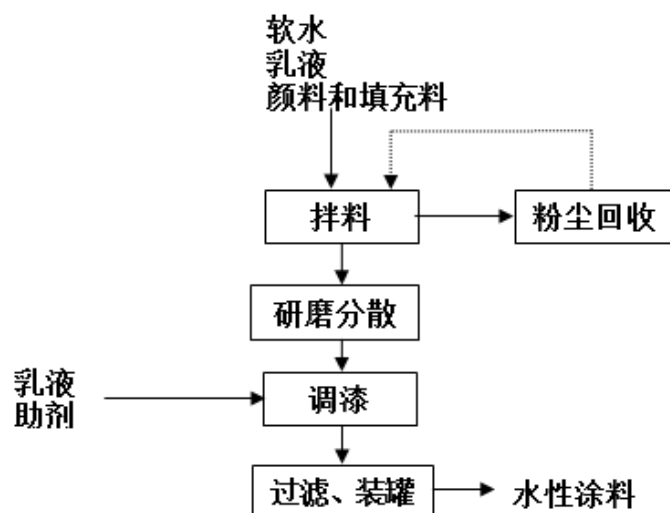 软水
乳液
颜料和填充料
拌料
粉尘回收
研磨分散
乳液
助剂
调漆
过滤、装罐
水性涂料